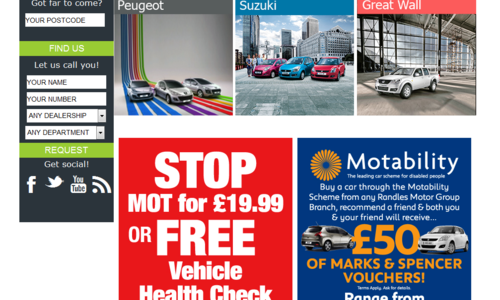 Got far to come?
YOUR POSTCODE
FIND US
Let us call you!
YOUR NAME
YOUR NUMBER
ANY DEALERSHIP
ANY DEPARTMENT
REQUEST
Get social!
f
You
Tube
Peugeot
Suzuki
Great Wall
STOP
MOT for £19.99
OR FREE
Vehicle
Health Check
Motability
The leading car scheme for disabled people
Buy a car through the Motability
Scheme from any Randles Motor Group
Branch, recommend a friend & both you
& your friend will receive...
£50
OF MARKS & SPENCER
VOUCHERS!
Terms Apply. Ask for details.
Range from